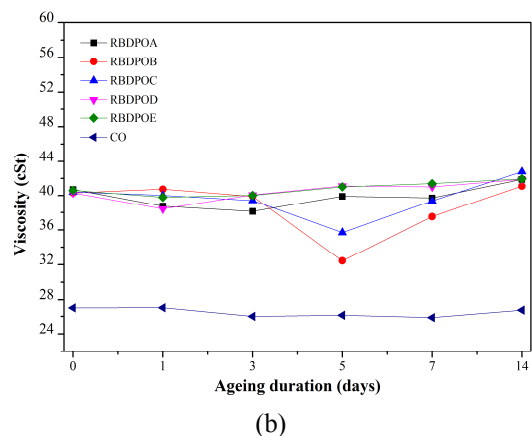 60
56
52
48
44
40
36
32
28
24
Viscosity (cSt)
RBDPOA
RBDPOB
RBDPOC
RBDPOD
RBDPOE
CO
0 1 3 5 7 14
Ageing duration (days)
(b)